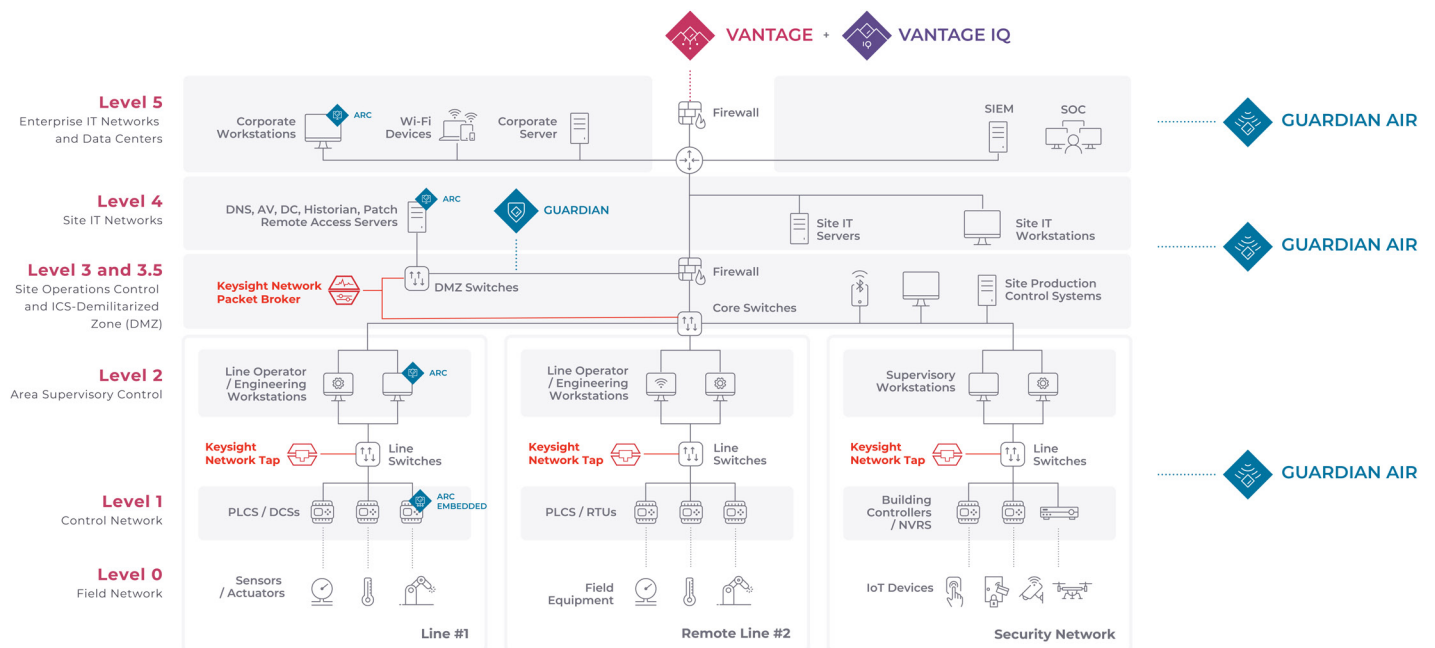 VANTAGE + VANTAGE IQ
IQ
Level 5
Enterprise IT Networks
and Data Centers
Corporate
Workstations
ARC
Wi-Fi
Devices
Corporate
Server
Firewall
SIEM
SOC
GUARDIAN AIR
Level 4
Site IT Networks
DNS, AV, DC, Historian, Patch
Remote Access Servers
ARC
GUARDIAN
Site IT
Servers
Site IT
Workstations
GUARDIAN AIR
Level 3 and 3.5
Site Operations Control
and ICS-Demilitarized
Zone (DMZ)
Keysight Network
Packet Broker
DMZ Switches
Firewall
Core Switches
Site Production
Control Systems
Level 2
Area Supervisory Control
Line Operator
/ Engineering
Workstations
ARC
Line Operator
/ Engineering
Workstations
Supervisory
Workstations
Keysight
Network Tap
Line
Switches
Keysight
Network Tap
Line
Switches
Keysight
Network Tap
Line
Switches
GUARDIAN AIR
Level 1
Control Network
PLCS / DCSs
ARC
EMBEDDED
PLCS / RTUs
Building
Controllers
/ NVRS
Level 0
Field Network
Sensors
/ Actuators
Field
Equipment
IoT Devices
Line #1
Remote Line #2
Security Network